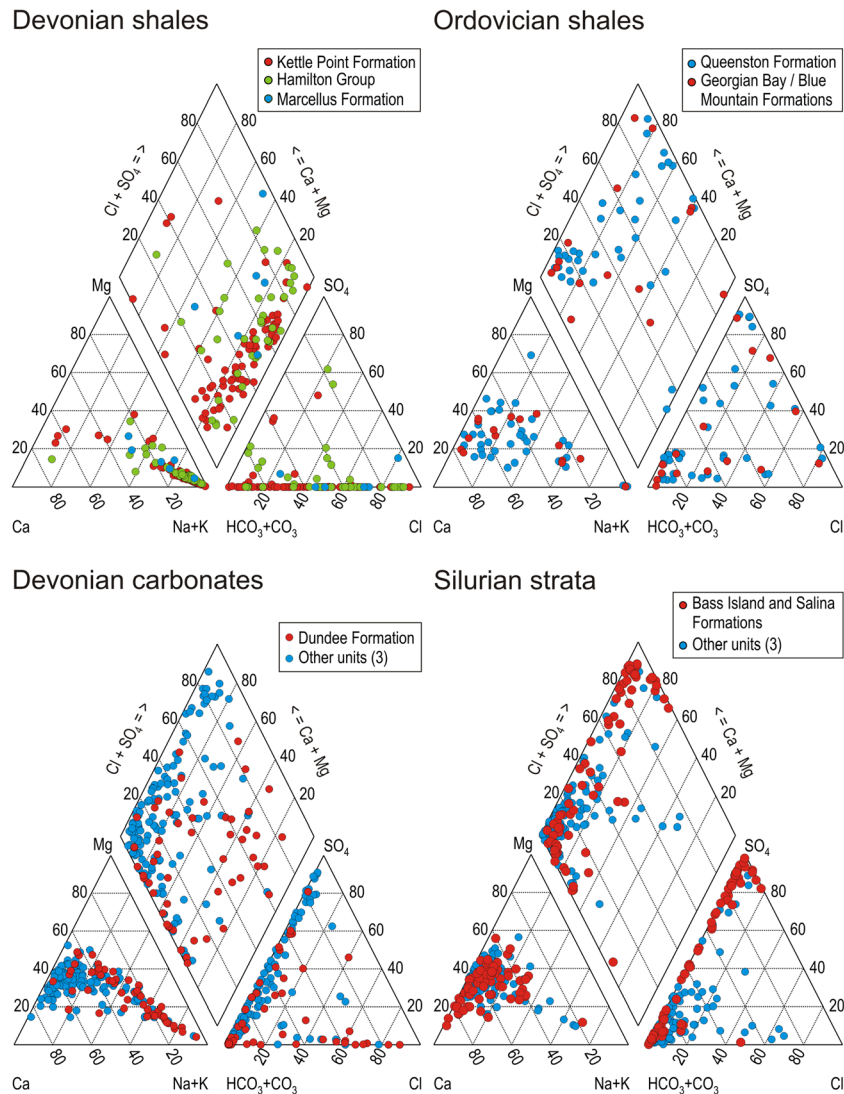 Devonian shales
Kettle Point Formation
Hamilton Group
Marcellus Formation
80 80
60 60
40 40
20 20
Cl + SO4 = >
< = Ca + Mg
Mg SO4
80 80
60 60
40 40
20 20
80 60 40 20 20 40 60 80
Ca Na+K HCO3+CO3 Cl
Ordovician shales
Queenston Formation
Georgian Bay / Blue
Mountain Formations
80 80
60 60
40 40
20 20
Cl + SO4 = >
< = Ca + Mg
Mg SO4
80 80
60 60
40 40
20 20
80 60 40 20 20 40 60 80
Ca Na+K HCO3+CO3 Cl
Devonian carbonates
Dundee Formation
Other units (3)
80 80
60 60
40 40
20 20
Cl + SO4 = >
< = Ca + Mg
Mg SO4
80 80
60 60
40 40
20 20
80 60 40 20 20 40 60 80
Ca Na+K HCO3+CO3 Cl
Silurian strata
Bass Island and Salina
Formations
Other units (3)
80 80
60 60
40 40
20 20
Cl + SO4 = >
< = Ca + Mg
Mg SO4
80 80
60 60
40 40
20 20
80 60 40 20 20 40 60 80
Ca Na+K HCO3+CO3 Cl